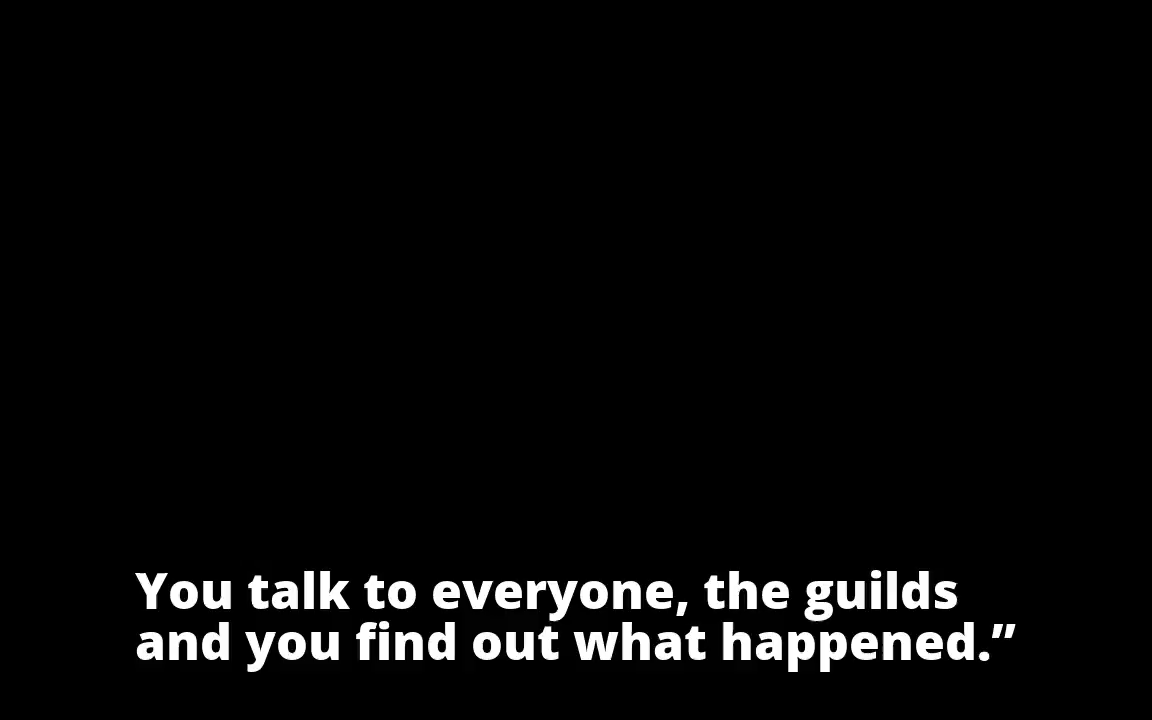 You talk to everyone, the guilds
and you find out what happened.”